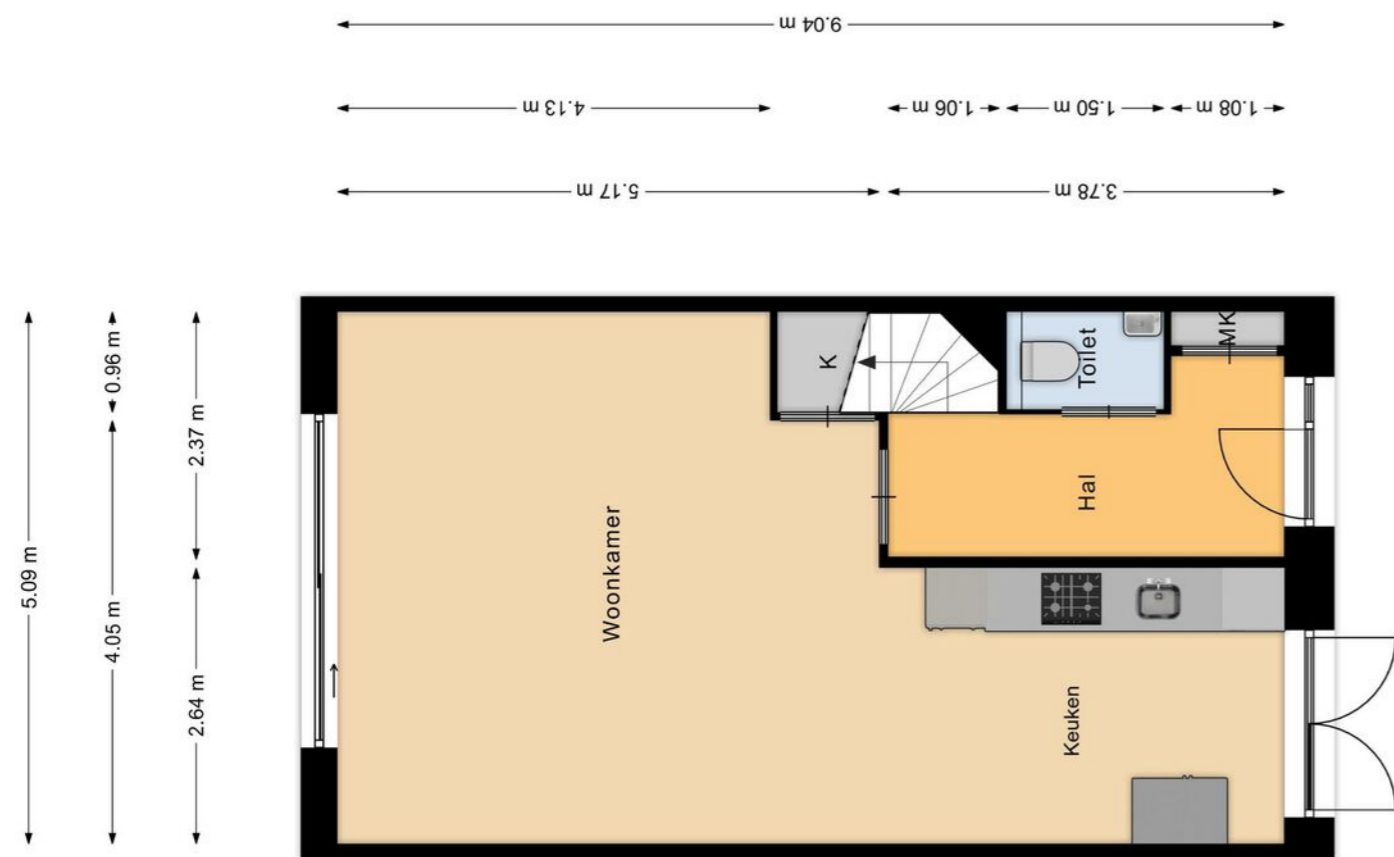 9.04 m
4.13 m
1.06 m
1.50 m
1.08 m
5.17 m
3.78 m
5.09 m
0.96 m
4.05 m
2.37 m
2.64 m
K
Toilet
MK
Hal
Woonkamer
Keuken